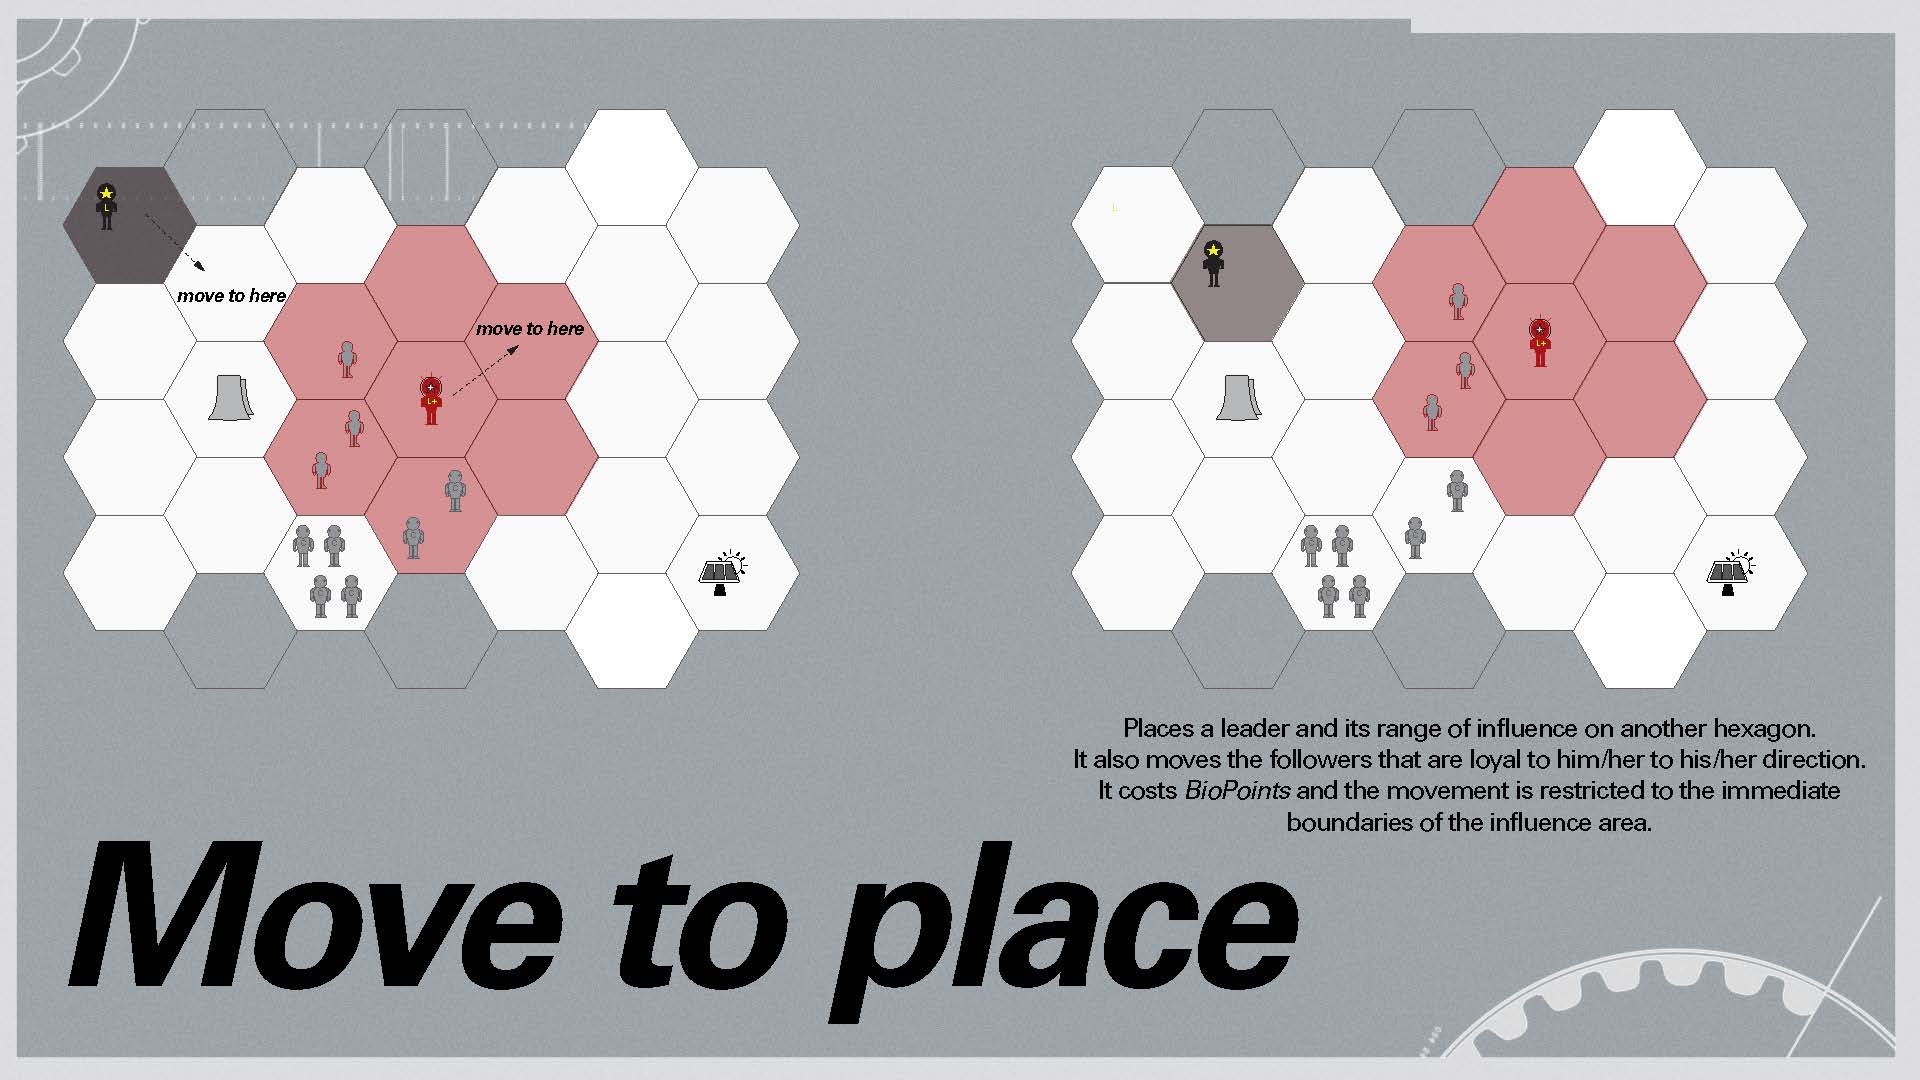 L
move to here
move to here
L+
C
C
C C
C C
L
L+
C
C
C C
C C
Places a leader and its range of influence on another hexagon.
It also moves the followers that are loyal to him/her to his/her direction.
It costs BioPoints and the movement is restricted to the immediate
boundaries of the influence area.
Move to place